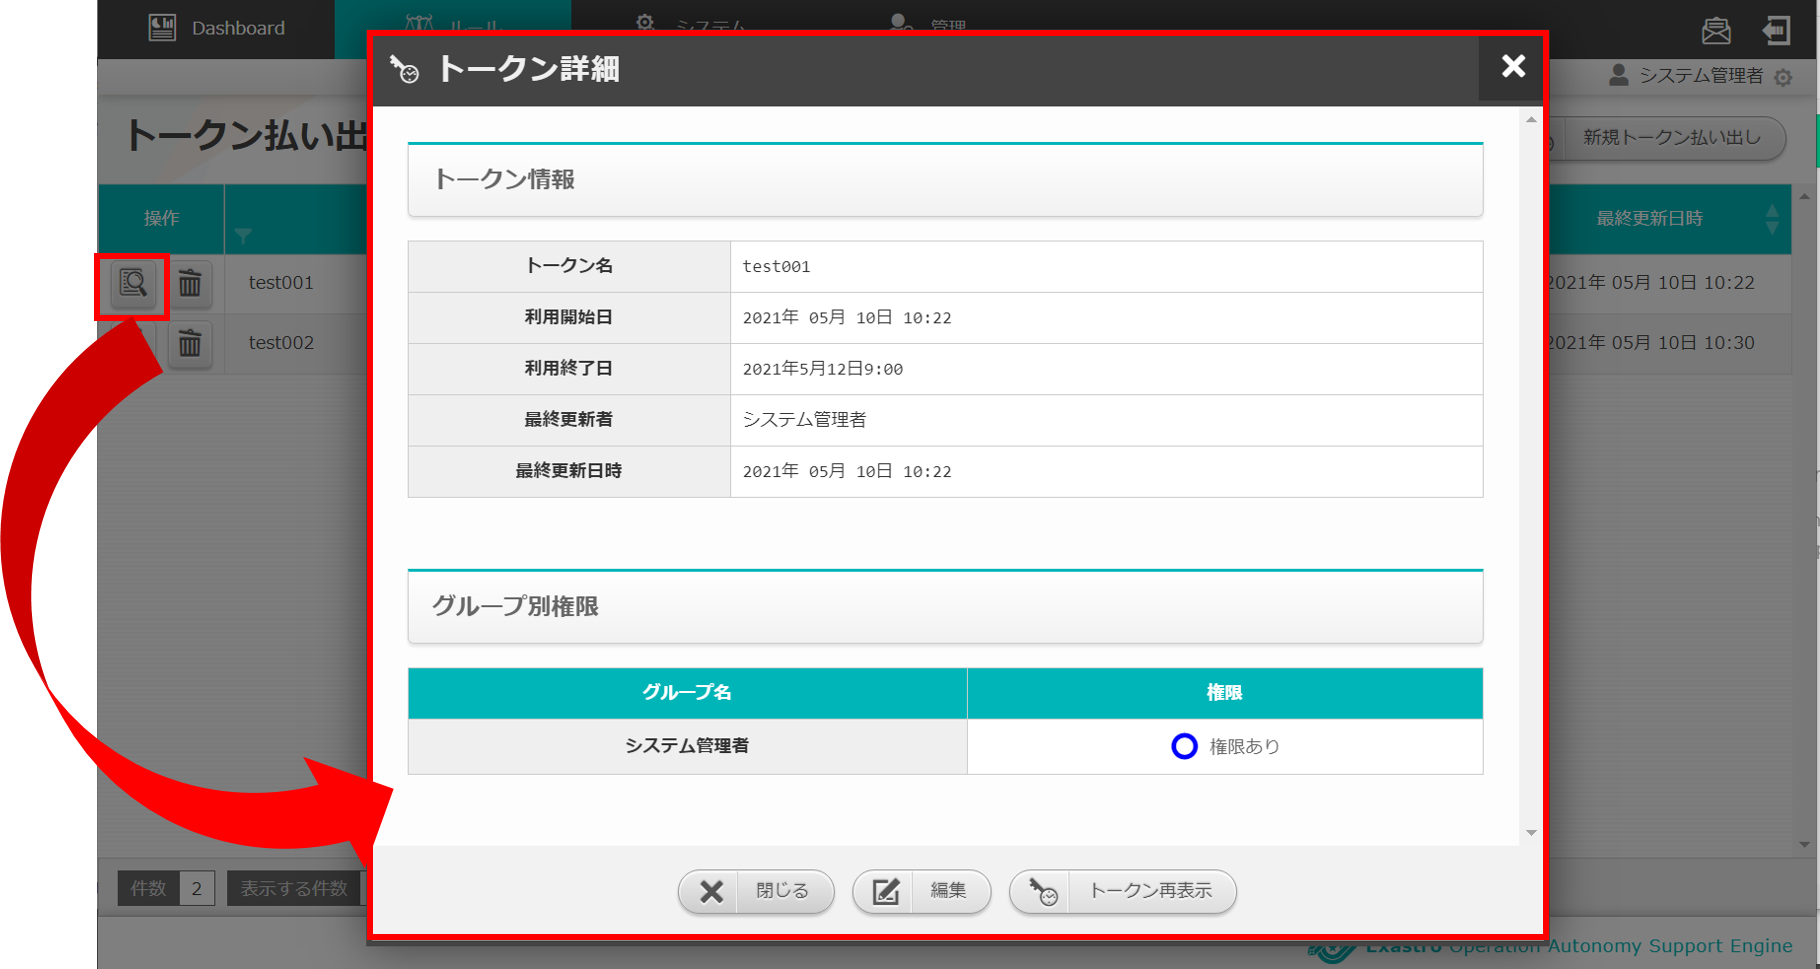 Dashboard
ルール
システム
管理
システム管理者
トークン払い出
新規トークン払い出し
操作
最終更新日時
test001
2021年 05月 10日 10:22
test002
2021年 05月 10日 10:30
トークン詳細
トークン情報
トークン名 test001
利用開始日 2021年 05月 10日 10:22
利用終了日 2021年5月12日9:00
最終更新者 システム管理者
最終更新日時 2021年 05月 10日 10:22
グループ別権限
グループ名 権限
システム管理者 権限あり
閉じる
編集
トークン再表示
件数 2
表示する件数
Exastro Operation Autonomy Support Engine